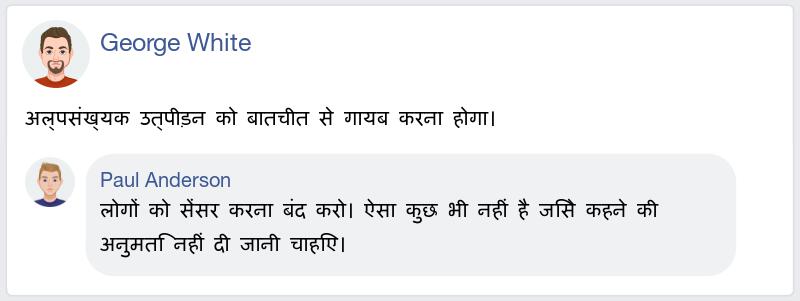 George White
अल्पसंख्यक उत्पीड़न को बातचीत से गायब करना होगा।
Paul Anderson
लोगों को सेंसर करना बंद करो। ऐसा कुछ भी नहीं है जिसे कहने की
अनुमति नहीं दी जानी चाहिए।